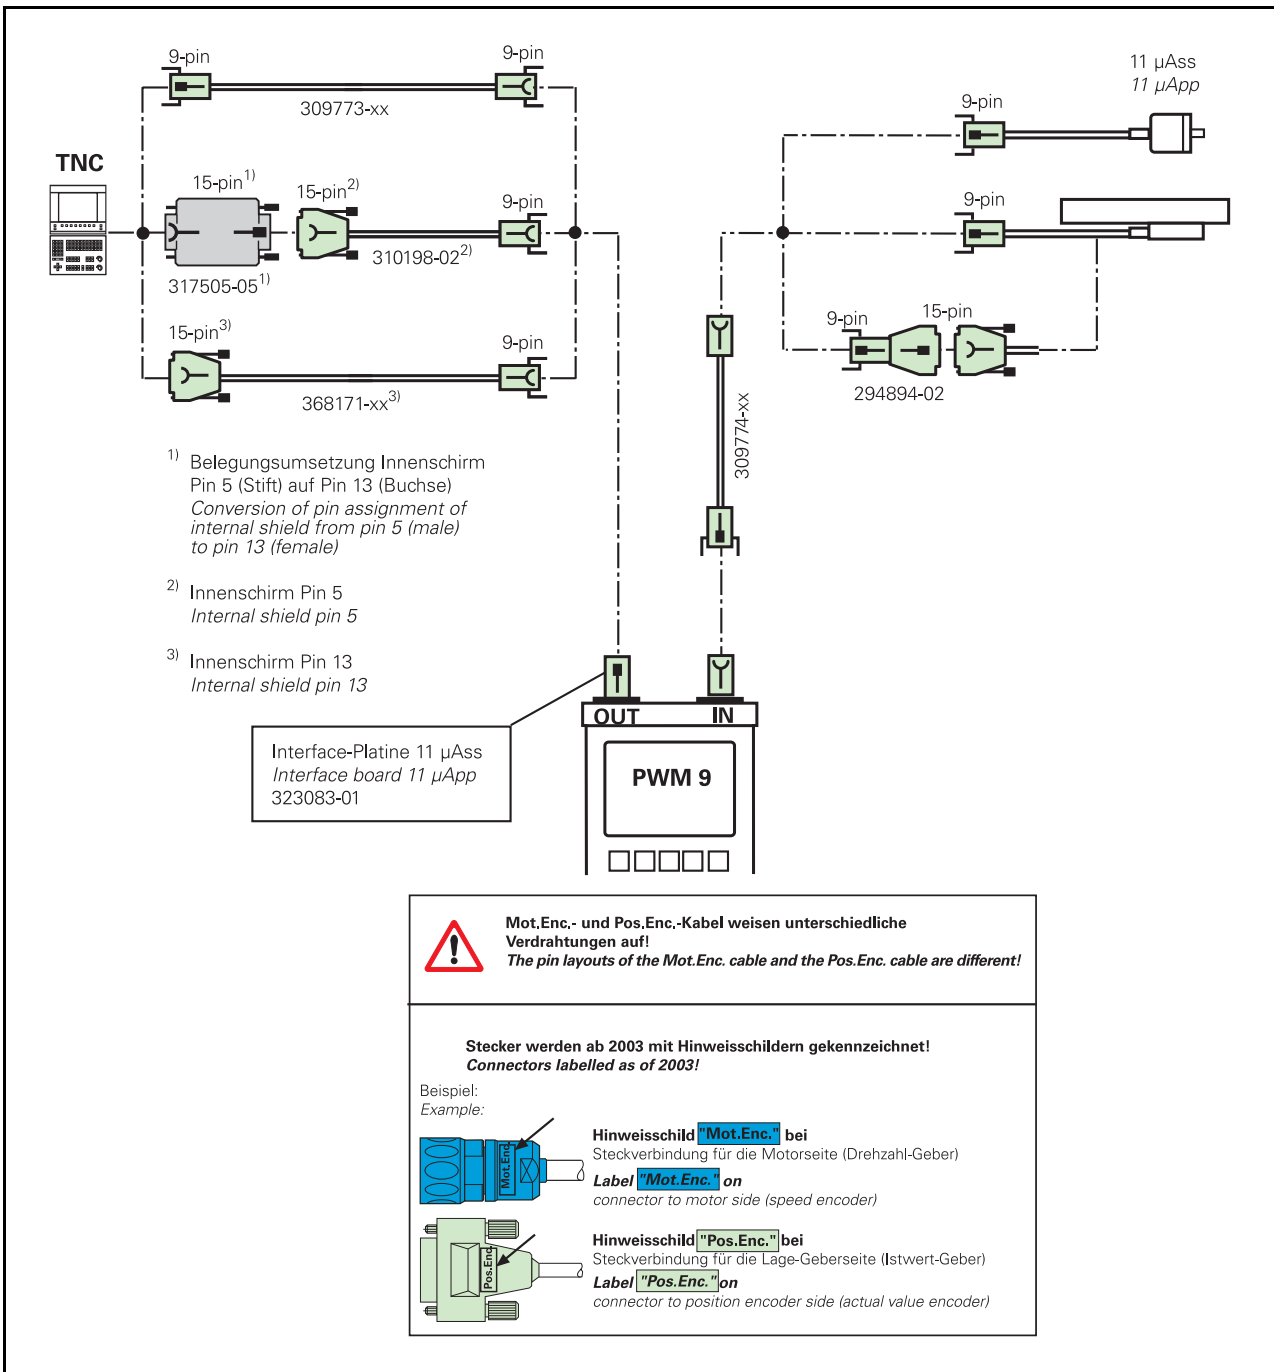 9-pin
9-pin
309773-xx
TNC
15-pin1)
15-pin2)
9-pin
310198-022)
317505-051)
15-pin3)
9-pin
368171-xx3)
11 µAss
11 µApp
9-pin
9-pin
9-pin
15-pin
294894-02
309774-xx
1) Belegungsumsetzung Innenschirm
Pin 5 (Stift) auf Pin 13 (Buchse)
Conversion of pin assignment of
internal shield from pin 5 (male)
to pin 13 (female)
2) Innenschirm Pin 5
Internal shield pin 5
3) Innenschirm Pin 13
Internal shield pin 13
Interface-Platine 11 µAss
Interface board 11 µApp
323083-01
OUT
IN
PWM 9
Mot.Enc.- und Pos.Enc.-Kabel weisen unterschiedliche
Verdrahtungen auf!
The pin layouts of the Mot.Enc. cable and the Pos.Enc. cable are different!
Stecker werden ab 2003 mit Hinweisschildern gekennzeichnet!
Connectors labelled as of 2003!
Beispiel:
Example:
Mot.Enc.
Hinweisschild "Mot.Enc." bei
Steckverbindung für die Motorseite (Drehzahl-Geber)
Label "Mot.Enc." on
connector to motor side (speed encoder)
Pos.Enc.
Hinweisschild "Pos.Enc." bei
Steckverbindung für die Lage-Geberseite (Istwert-Geber)
Label "Pos.Enc." on
connector to position encoder side (actual value encoder)